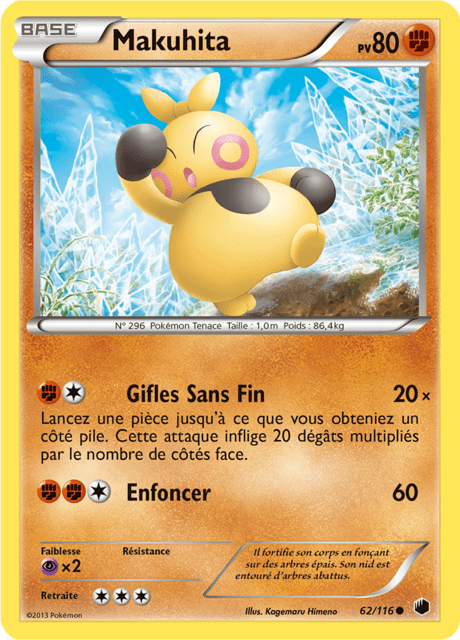 BASE
Makuhita
PV80
N° 296 Pokémon Tenace Taille : 1,0m Poids : 86,4kg
Gifles Sans Fin 20×
Lancez une pièce jusqu'à ce que vous obteniez un
côté pile. Cette attaque inflige 20 dégâts multipliés
par le nombre de côtés face.
Enfoncer 60
Faiblesse Résistance
×2
Retraite
Il fortifie son corps en fonçant
sur des arbres épais. Son nid est
entouré d'arbres abattus.
©2013 Pokémon
Illus. Kagemaru Himeno
62/116